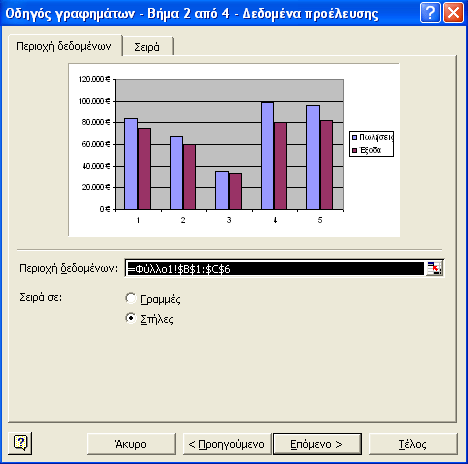 Οδηγός γραφημάτων - Βήμα 2 από 4 - Δεδομένα προέλευσης
Περιοχή δεδομένων Σειρά
120.000 €
100.000 €
80.000 €
60.000 €
40.000 €
20.000 €
0 €
1 2 3 4 5
Πωλήσεις
Έξοδα
Περιοχή δεδομένων: =Φύλλο1!$B$1:$C$6
Σειρά σε: Γραμμές
Στήλες
Άκυρο < Προηγούμενο Επόμενο > Τέλος